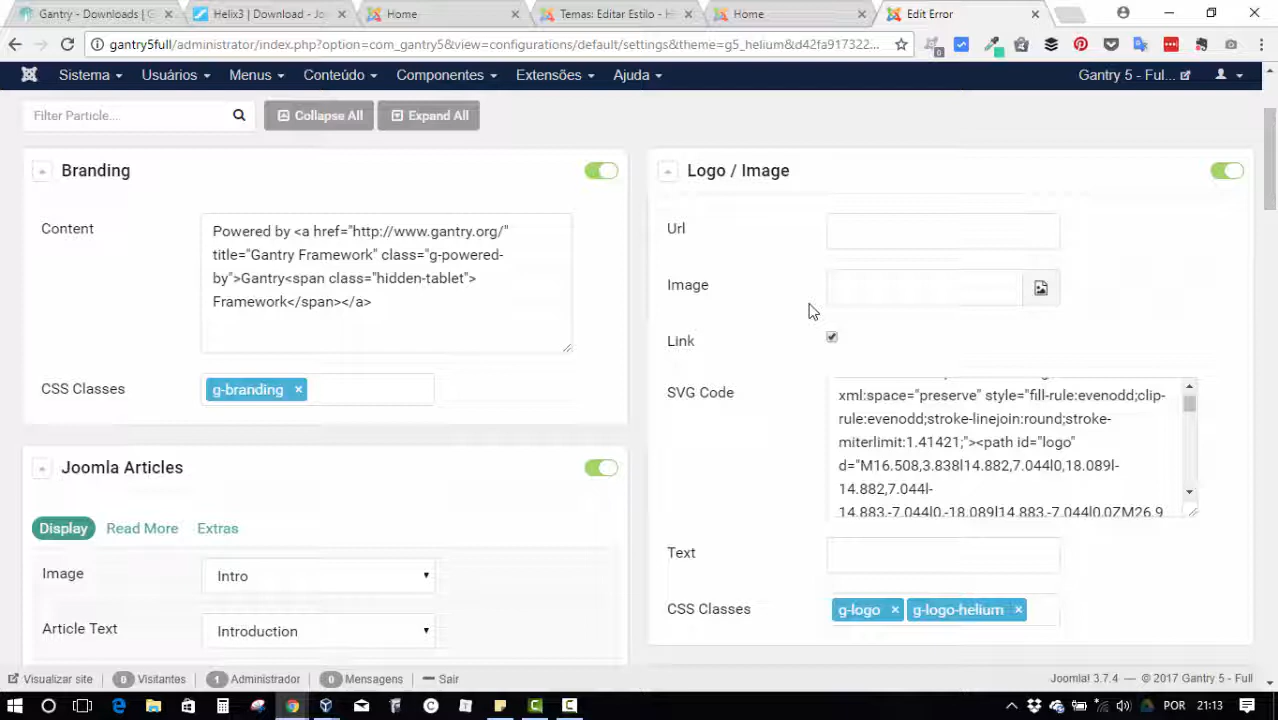 Gantry - Downloads | G
Helix3 | Download - Jo
Home
Temas: Editar Estilo - H
Home
Edit Error
gantry5full/administrator/index.php?option=com_gantry5&view=configurations/default/settings&theme=g5_helium&d42fa917322...
Sistema Usuários Menus Conteúdo Componentes Extensões Ajuda Gantry 5 - Ful...
Filter Particle....
Collapse All
Expand All
Branding
Logo / Image
Content
Powered by <a href="http://www.gantry.org/"
title="Gantry Framework" class="g-powered-
by">Gantry<span class="hidden-tablet">
Framework</span></a>
CSS Classes
g-branding ×
Url
Image
Link
SVG Code
xml:space="preserve" style="fill-rule:evenodd;clip-
rule:evenodd;stroke-linejoin:round;stroke-
miterlimit:1.41421;"><path id="logo"
d="M16.508,3.838l14.882,7.044l0,18.089l-
14.882,7.044l-
14.883,-7.044l0,-18.089l14.883,-7.044l0,0ZM26.9
Text
CSS Classes
g-logo × g-logo-helium ×
Joomla Articles
Display Read More Extras
Image
Intro
Article Text
Introduction
Visualizar site 0 Visitantes 1 Administrador 0 Mensagens Sair
Joomla! 3.7.4 — © 2017 Gantry 5 - Full
POR 21:13